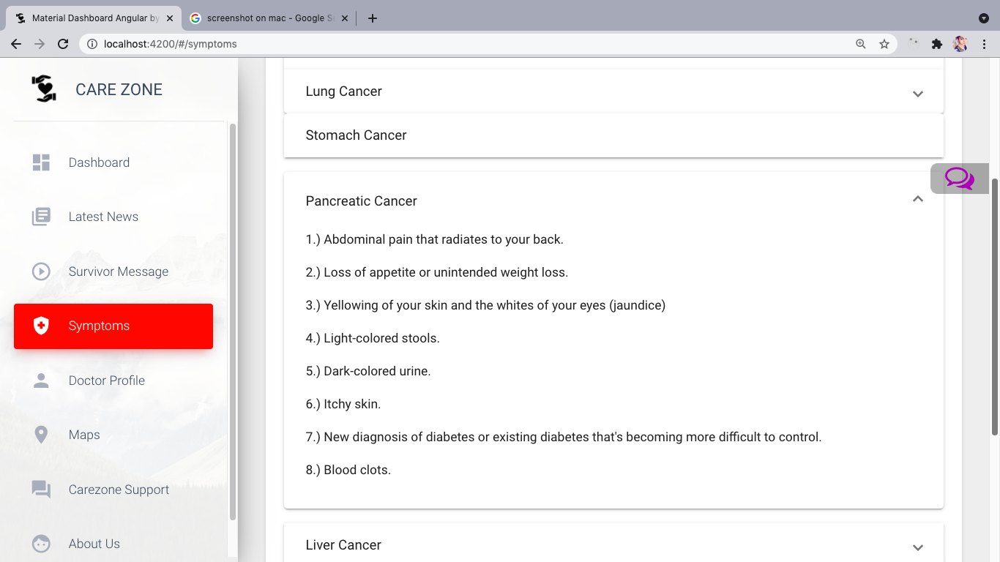 Material Dashboard Angular by
screenshot on mac - Google S
localhost:4200/#/symptoms
CARE ZONE
Dashboard
Latest News
Survivor Message
Symptoms
Doctor Profile
Maps
Carezone Support
About Us
Lung Cancer
Stomach Cancer
Pancreatic Cancer
1.) Abdominal pain that radiates to your back.
2.) Loss of appetite or unintended weight loss.
3.) Yellowing of your skin and the whites of your eyes (jaundice)
4.) Light-colored stools.
5.) Dark-colored urine.
6.) Itchy skin.
7.) New diagnosis of diabetes or existing diabetes that's becoming more difficult to control.
8.) Blood clots.
Liver Cancer